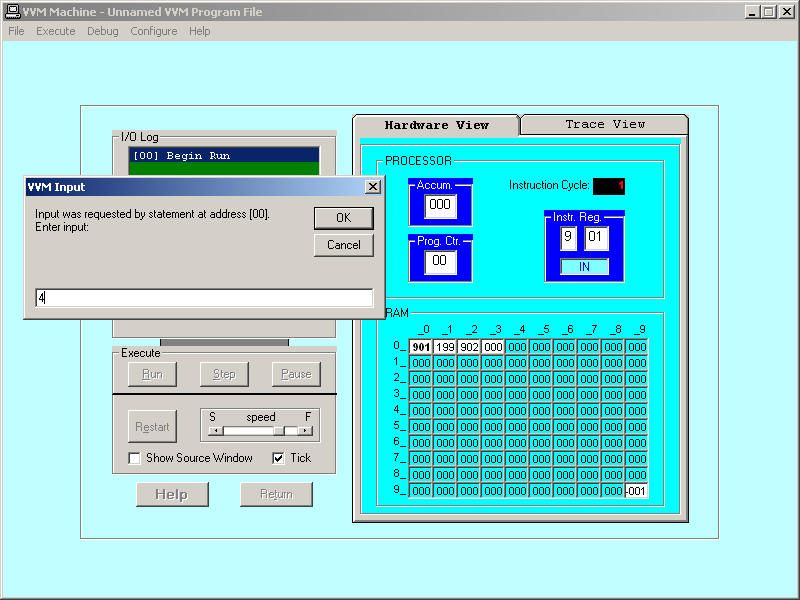 VVM Machine - Unnamed VVM Program File
File Execute Debug Configure Help
Hardware View
Trace View
I/O Log
[00] Begin Run
VVM Input
Input was requested by statement at address [00].
Enter input:
OK
Cancel
4
PROCESSOR
Accum.
000
Instruction Cycle: 1
Prog. Ctr.
00
Instr. Reg.
9 01
IN
RAM
_0 _1 _2 _3 _4 _5 _6 _7 _8 _9
0_ 901 199 902 000 000 000 000 000 000 000
1_ 000 000 000 000 000 000 000 000 000 000
2_ 000 000 000 000 000 000 000 000 000 000
3_ 000 000 000 000 000 000 000 000 000 000
4_ 000 000 000 000 000 000 000 000 000 000
5_ 000 000 000 000 000 000 000 000 000 000
6_ 000 000 000 000 000 000 000 000 000 000
7_ 000 000 000 000 000 000 000 000 000 000
8_ 000 000 000 000 000 000 000 000 000 000
9_ 000 000 000 000 000 000 000 000 000 -001
Execute
Run Step Pause
Restart
S speed F
Show Source Window Tick
Help Return